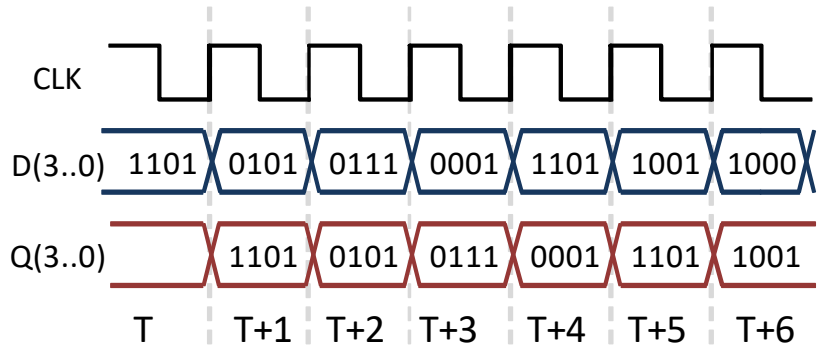 CLK
D(3..0) 1101 0101 0111 0001 1101 1001 1000
Q(3..0) 1101 0101 0111 0001 1101 1001
T T+1 T+2 T+3 T+4 T+5 T+6